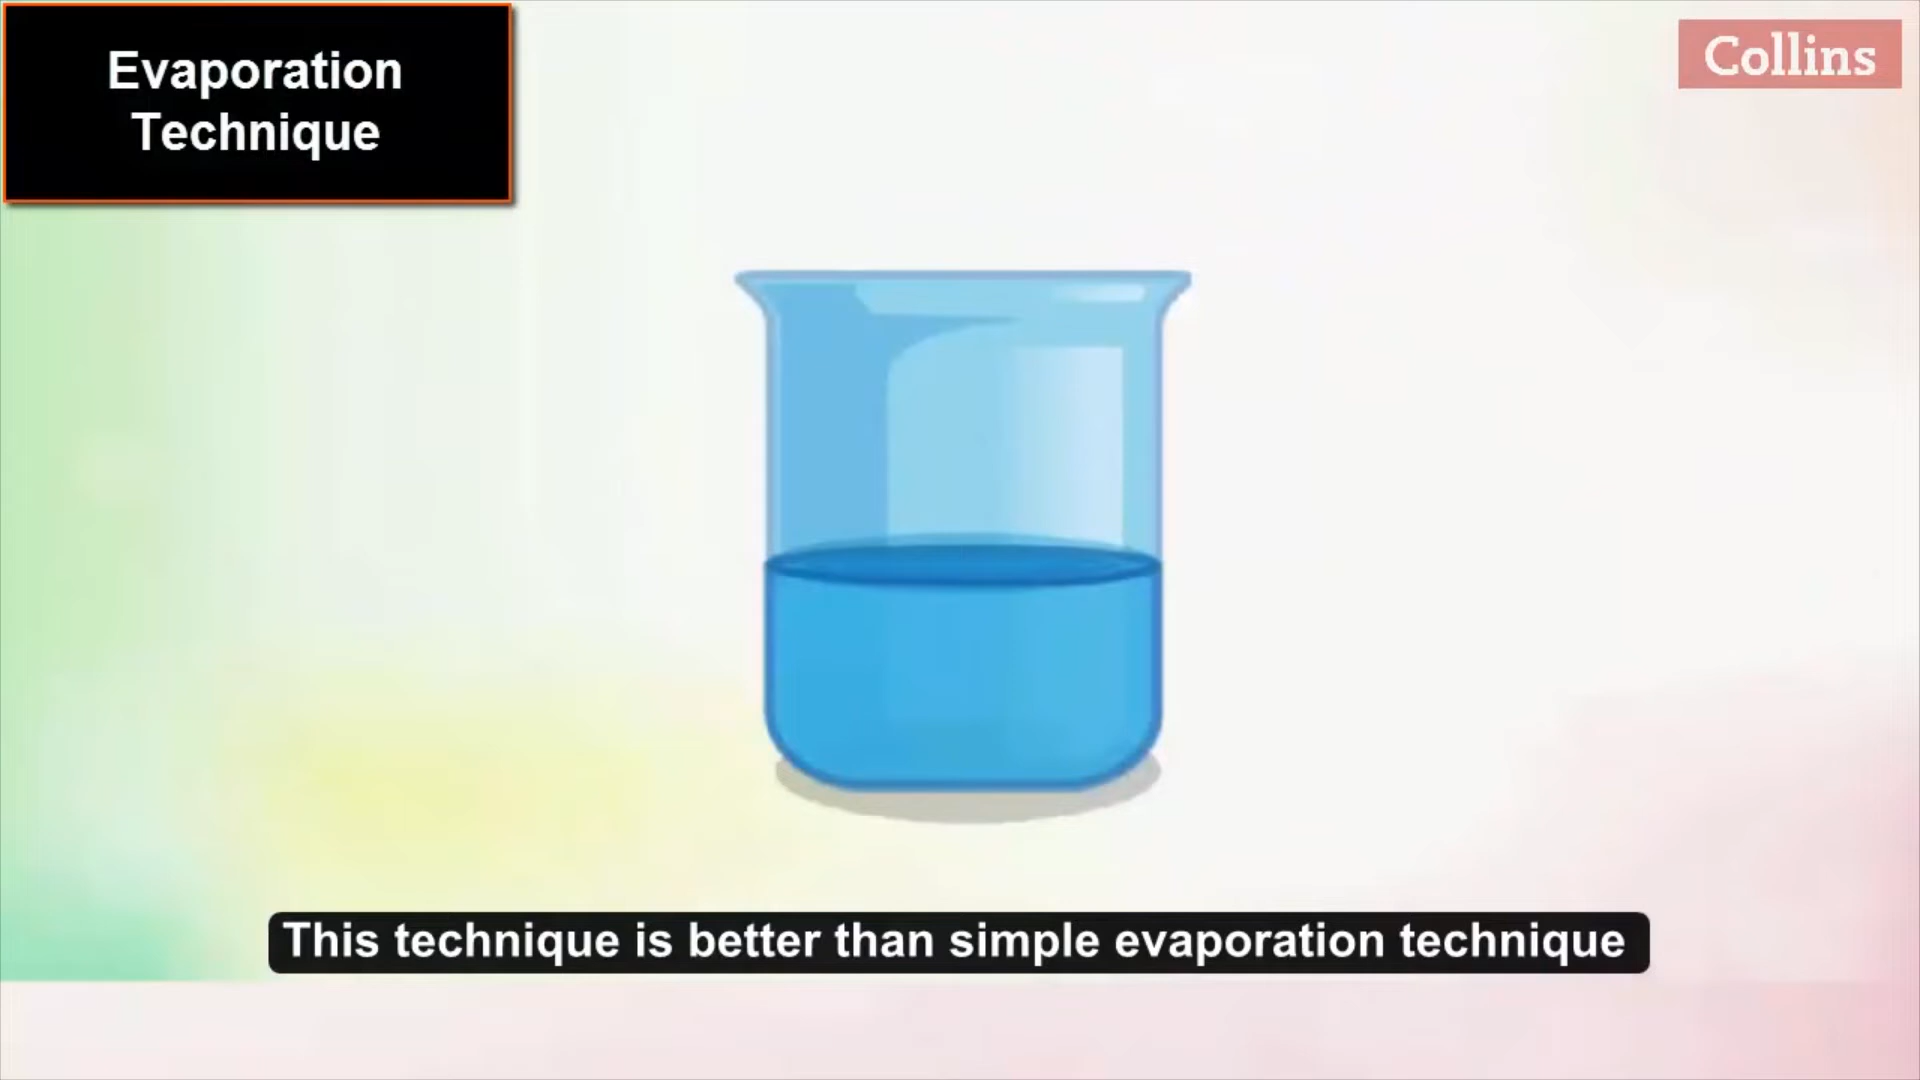 Evaporation
Technique
Collins
This technique is better than simple evaporation technique